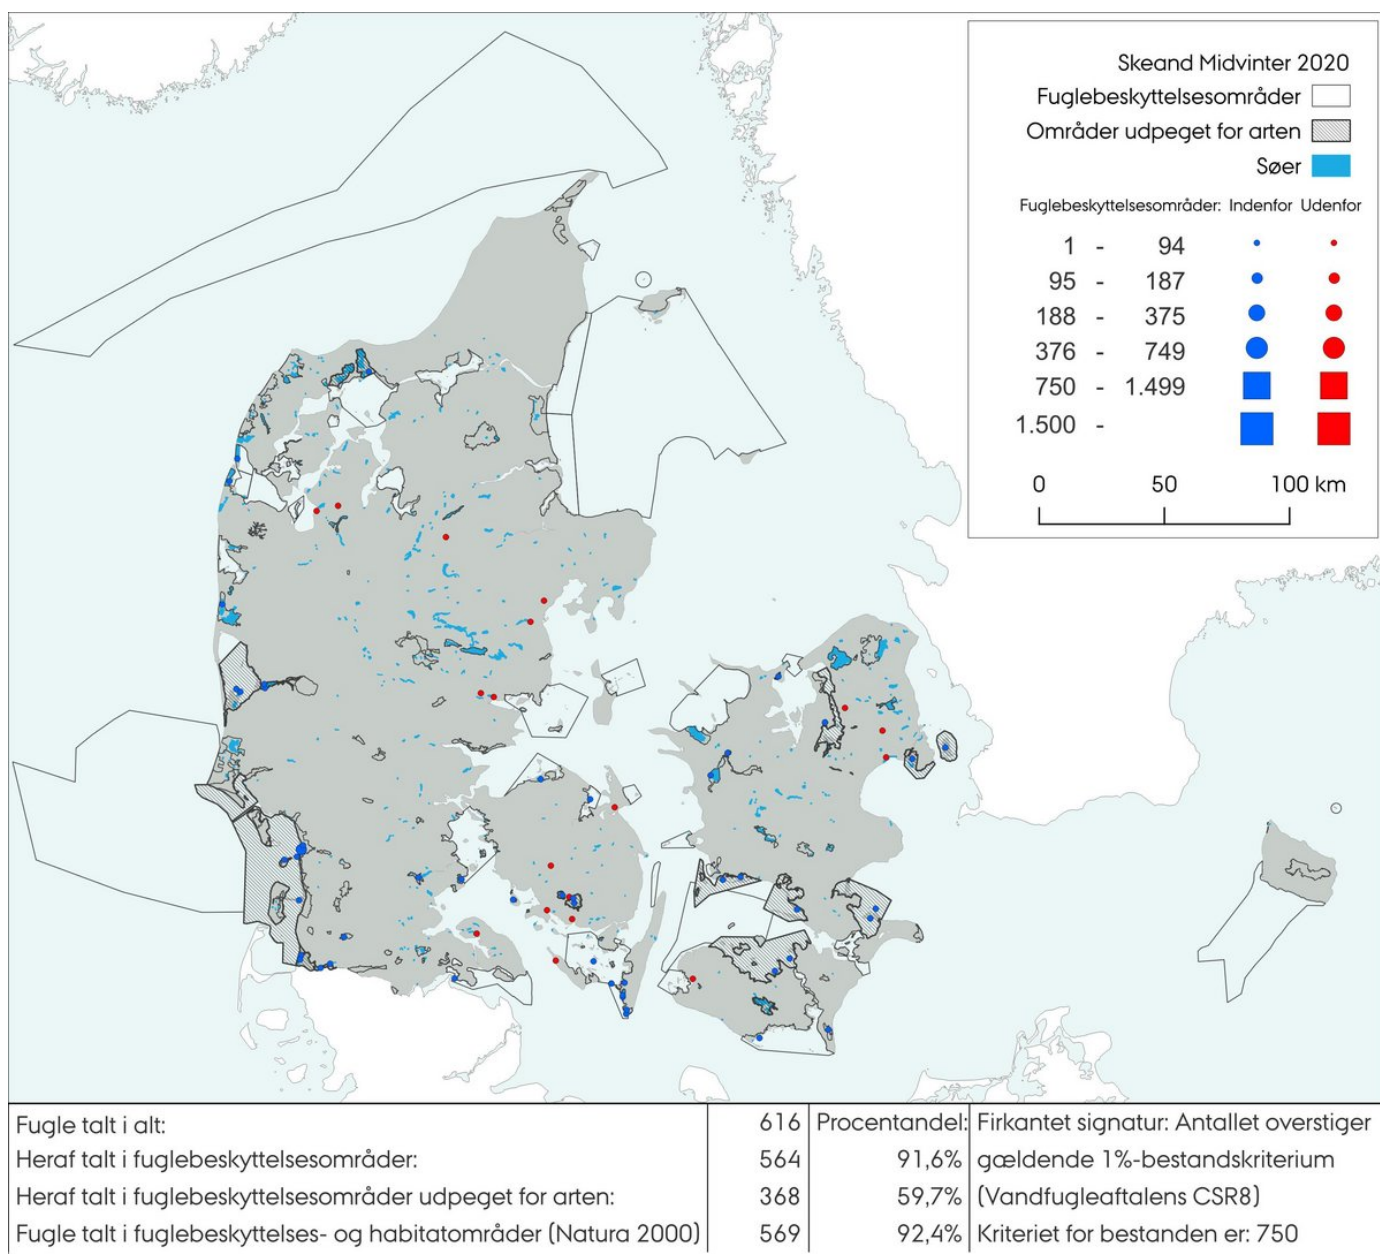 Skeand Midvinter 2020
Fuglebeskyttelsesområder
Områder udpeget for arten
Søer
Fuglebeskyttelsesområder: Indenfor Udenfor
1 - 94
95 - 187
188 - 375
376 - 749
750 - 1.499
1.500 -
0 50 100 km
Fugle talt i alt: 616 Procentandel: Firkantet signatur: Antallet overstiger
Heraf talt i fuglebeskyttelsesområder: 564 91,6% gældende 1%-bestandskriterium
Heraf talt i fuglebeskyttelsesområder udpeget for arten: 368 59,7% (Vandfugleaftalens CSR8)
Fugle talt i fuglebeskyttelses- og habitatområder (Natura 2000) 569 92,4% Kriteriet for bestanden er: 750